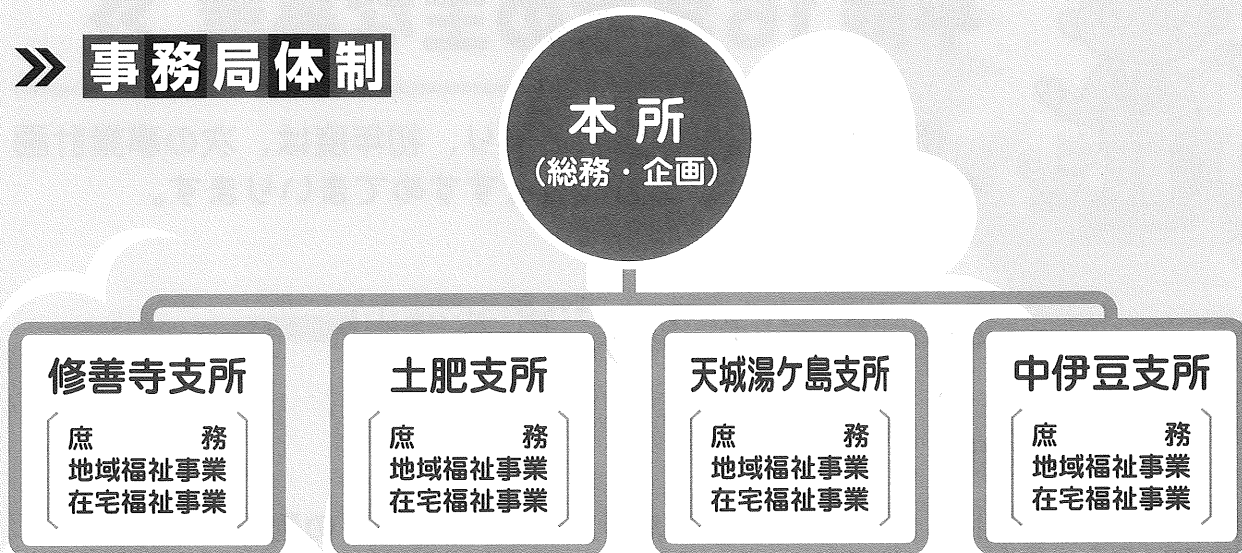 事務局体制
本所
(総務・企画)
修善寺支所
庶務
地域福祉事業
在宅福祉事業
土肥支所
庶務
地域福祉事業
在宅福祉事業
天城湯ケ島支所
庶務
地域福祉事業
在宅福祉事業
中伊豆支所
庶務
地域福祉事業
在宅福祉事業